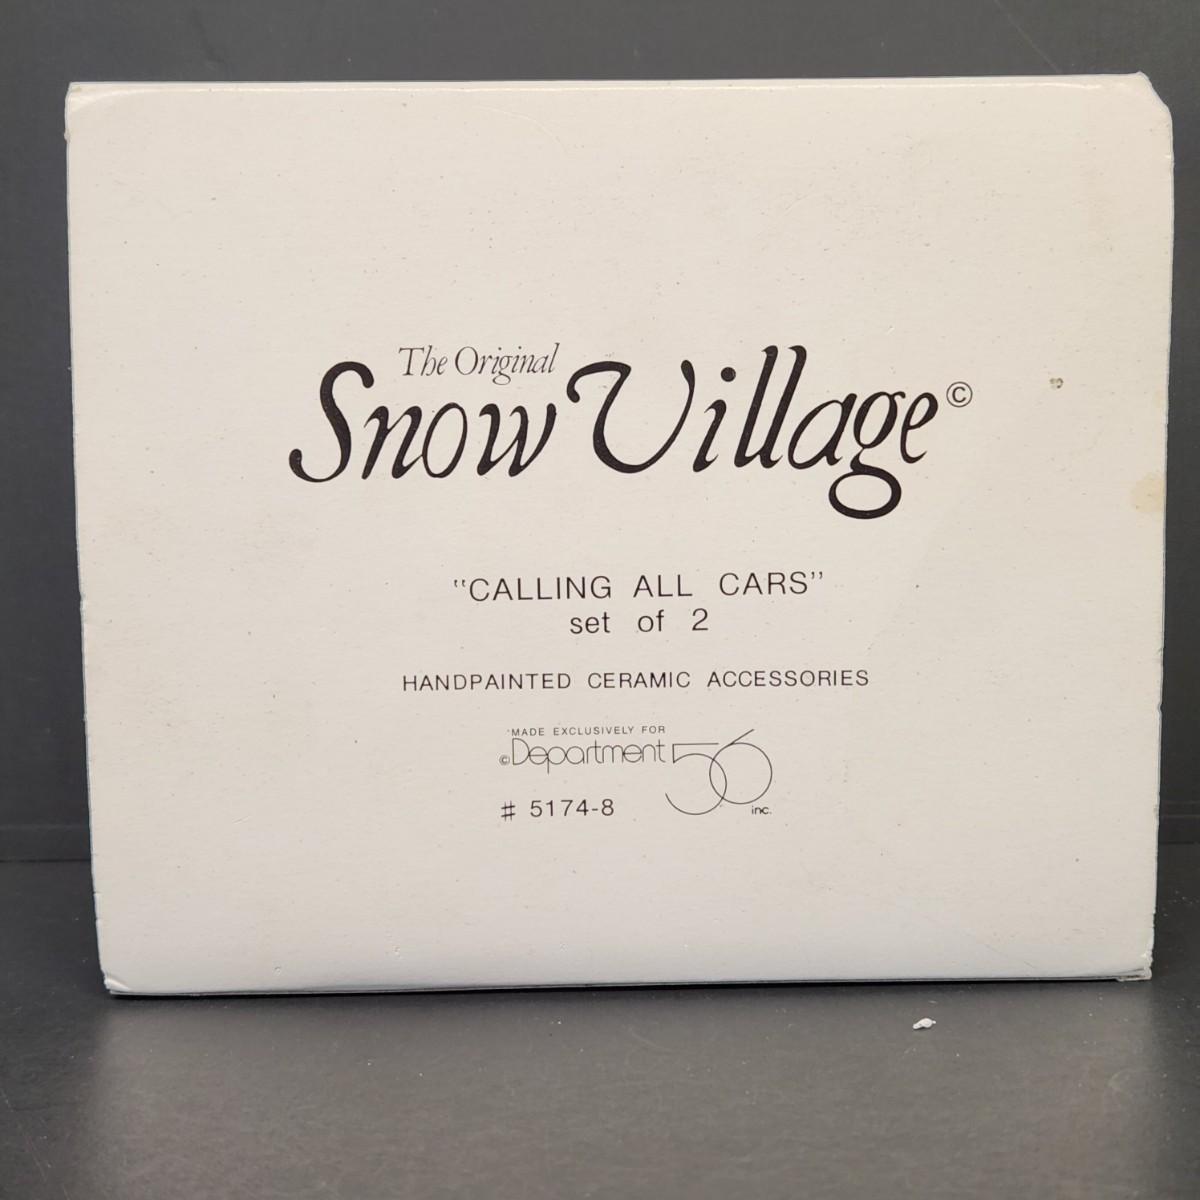 The Original
Snow Village©
"CALLING ALL CARS"
set of 2
HANDPAINTED CERAMIC ACCESSORIES
MADE EXCLUSIVELY FOR
©Department 56
inc.
# 5174-8